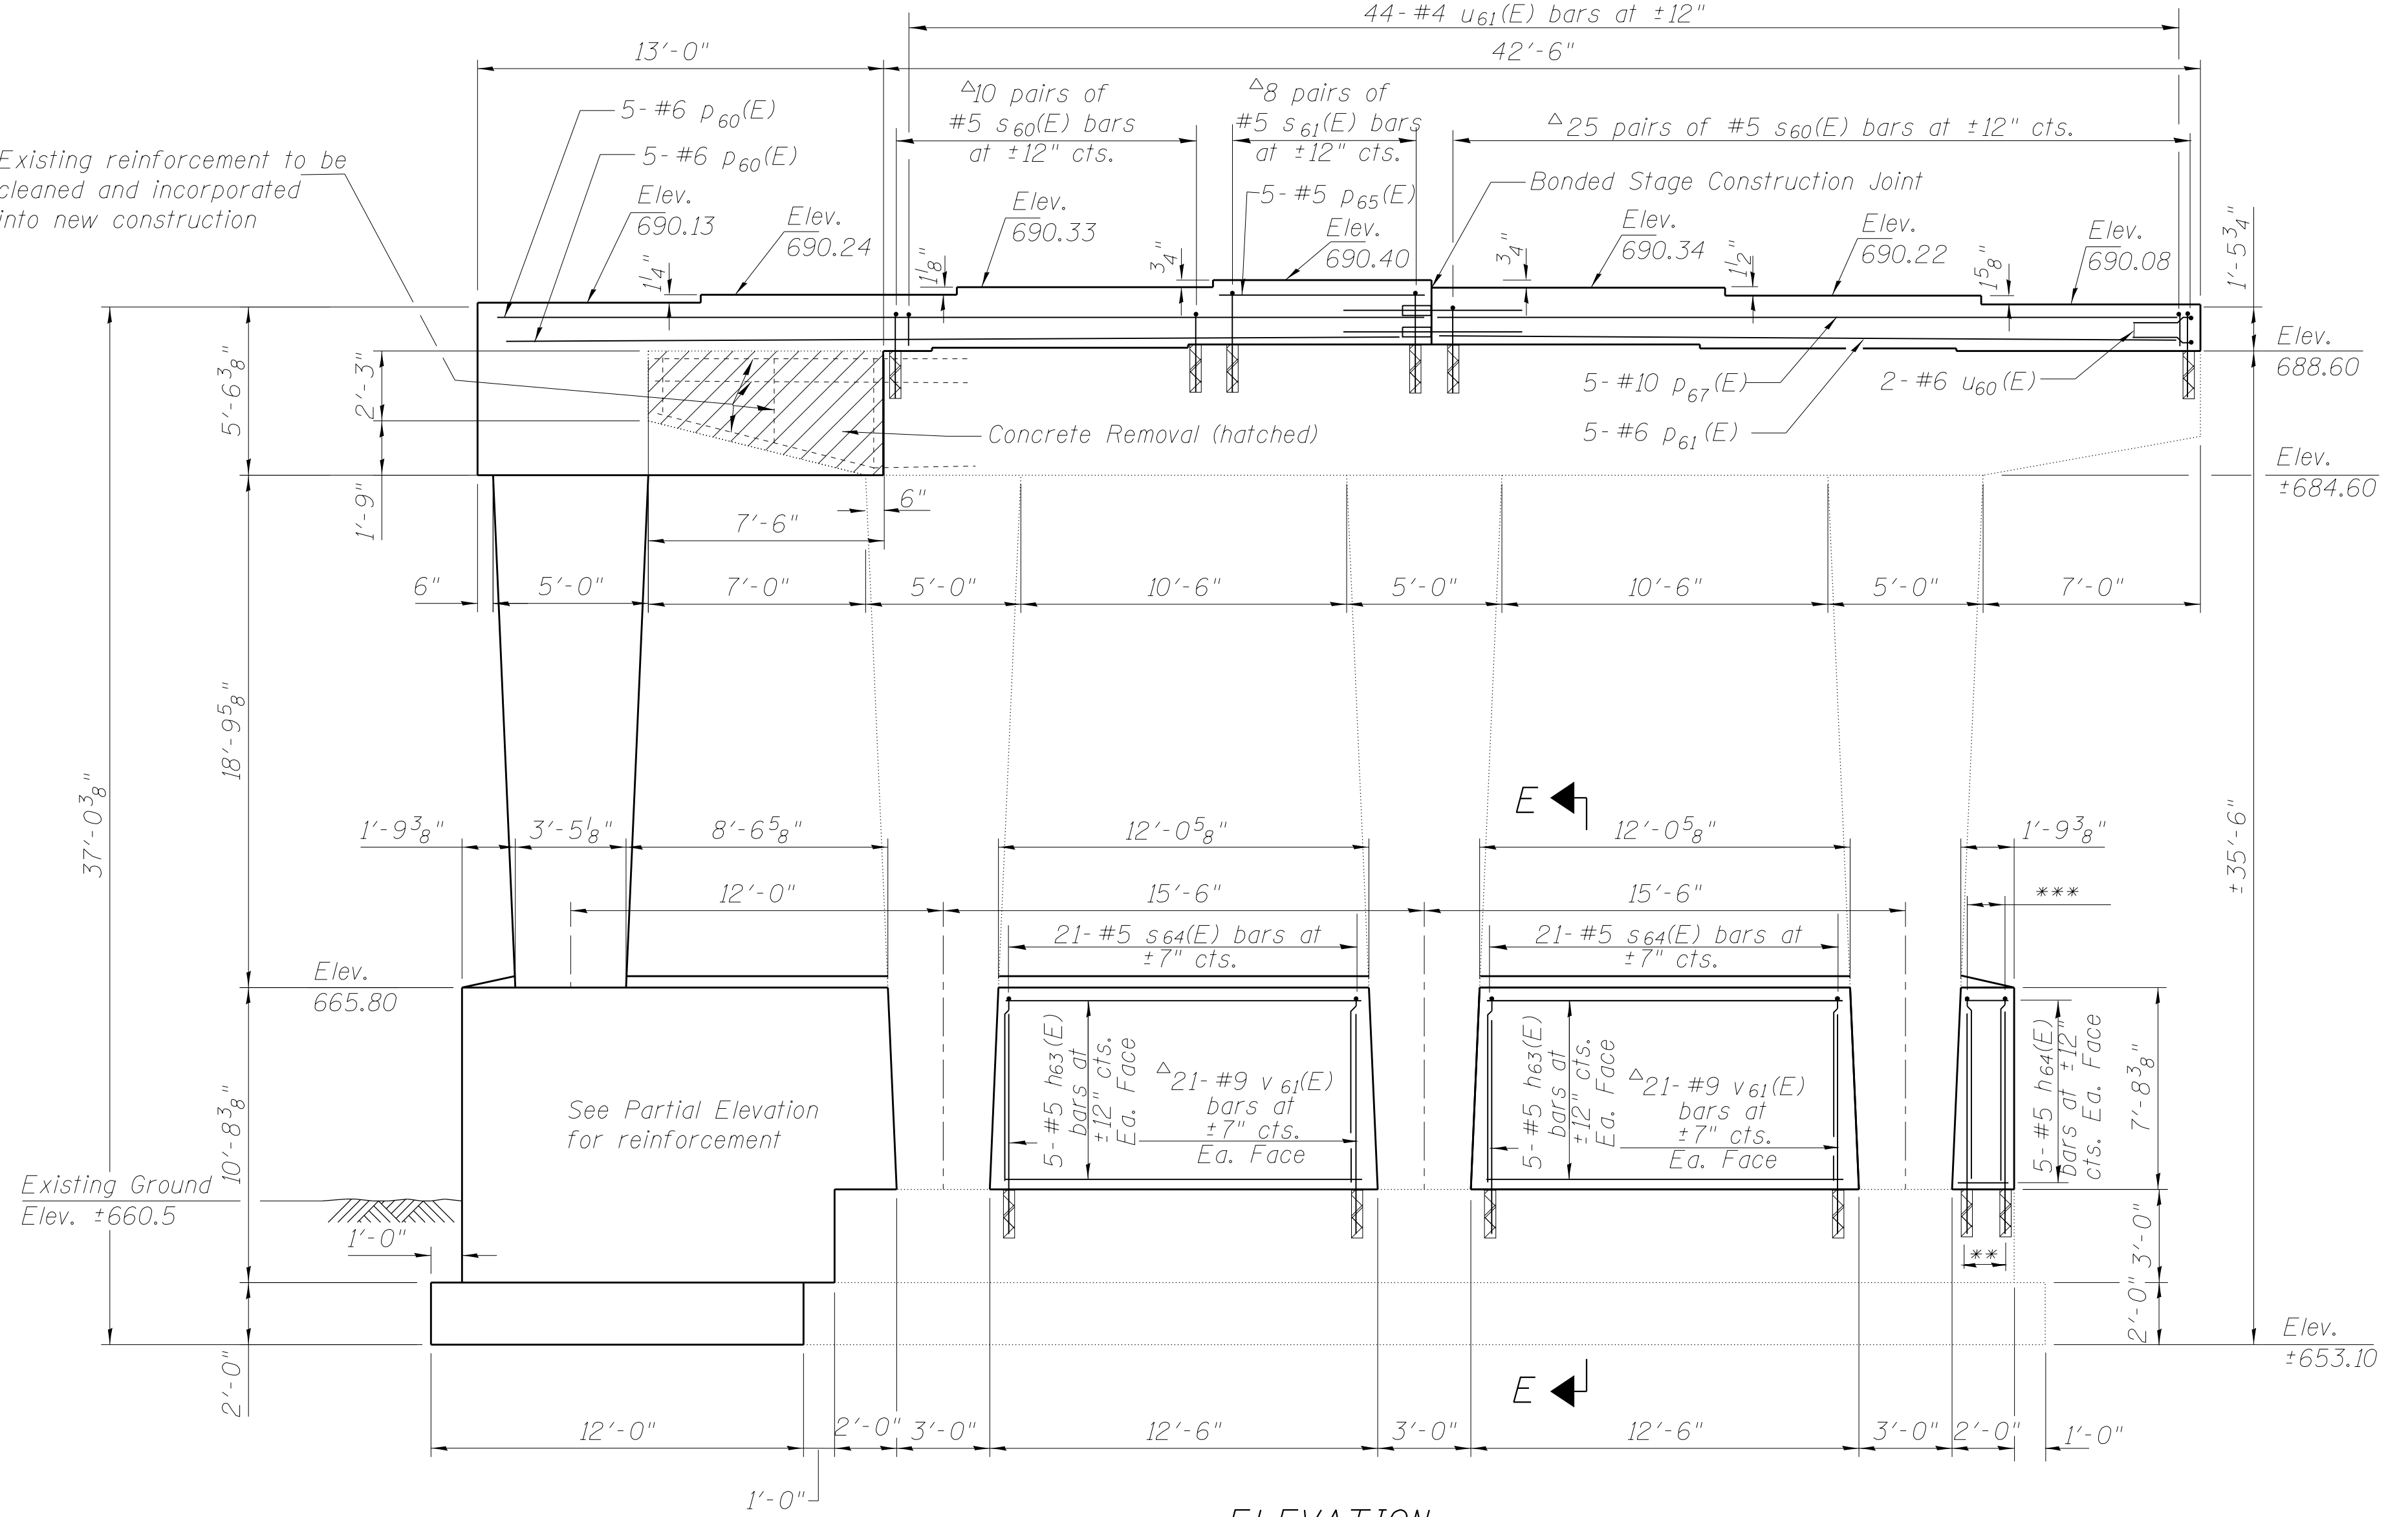 44-#4 u61(E) bars at ±12"
13'-0"
42'-6"
5-#6 p60(E)
5-#6 p60(E)
△10 pairs of
#5 s60(E) bars
at ±12" cts.
△8 pairs of
#5 s61(E) bars
at ±12" cts.
△25 pairs of #5 s60(E) bars at ±12" cts.
Existing reinforcement to be
cleaned and incorporated
into new construction
5-#5 p65(E)
Bonded Stage Construction Joint
Elev.
690.13
Elev.
690.24
Elev.
690.33
Elev.
690.40
Elev.
690.34
Elev.
690.22
Elev.
690.08
1¼"
1⅛"
¾"
¾"
1½"
1⅝"
1'-5¾"
Elev.
688.60
5'-6⅜"
2'-3"
1'-9"
Concrete Removal (hatched)
5-#10 p67(E)
5-#6 p61(E)
2-#6 u60(E)
Elev.
±684.60
6"
7'-6"
6"
5'-0"
7'-0"
5'-0"
10'-6"
5'-0"
10'-6"
5'-0"
7'-0"
37'-0⅜"
18'-9⅝"
±35'-6"
E
1'-9⅜"
3'-5⅛"
8'-6⅝"
12'-0⅝"
12'-0⅝"
1'-9⅜"
12'-0"
15'-6"
15'-6"
***
21-#5 s64(E) bars at
±7" cts.
21-#5 s64(E) bars at
±7" cts.
Elev.
665.80
See Partial Elevation
for reinforcement
5-#5 h63(E)
bars at
±12" cts.
Ea. Face
△21-#9 v61(E)
bars at
±7" cts.
Ea. Face
5-#5 h63(E)
bars at
±12" cts.
Ea. Face
△21-#9 v61(E)
bars at
±7" cts.
Ea. Face
5-#5 h64(E)
bars at ±12"
cts. Ea. Face
7'-8⅜"
10'-8⅜"
Existing Ground
Elev. ±660.5
1'-0"
**
3'-0"
2'-0"
2'-0"
Elev.
±653.10
E
12'-0"
1'-0"
2'-0"
3'-0"
12'-6"
3'-0"
12'-6"
3'-0"
2'-0"
1'-0"
ELEVATION